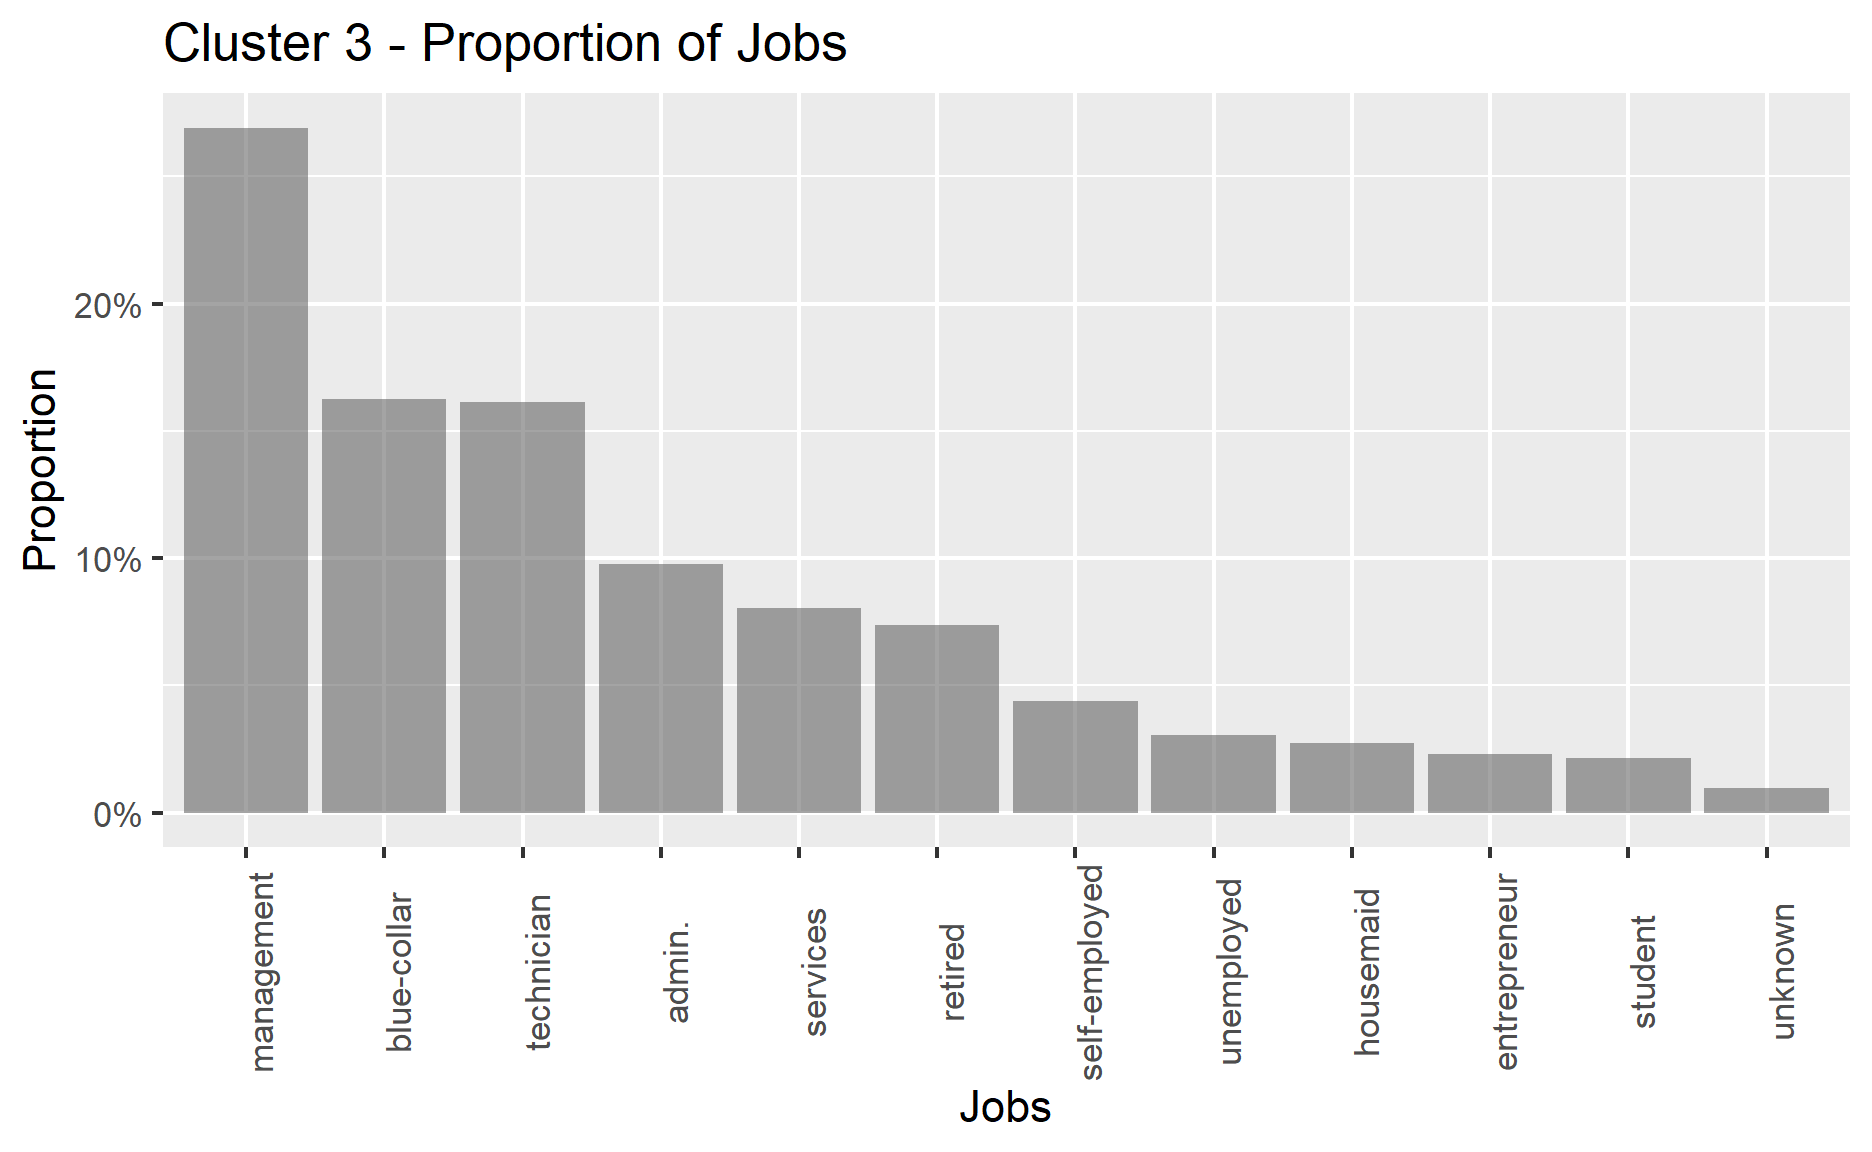 Cluster 3 - Proportion of Jobs
Proportion
20%
10%
0%
management
blue-collar
technician
admin.
services
retired
self-employed
unemployed
housemaid
entrepreneur
student
unknown
Jobs